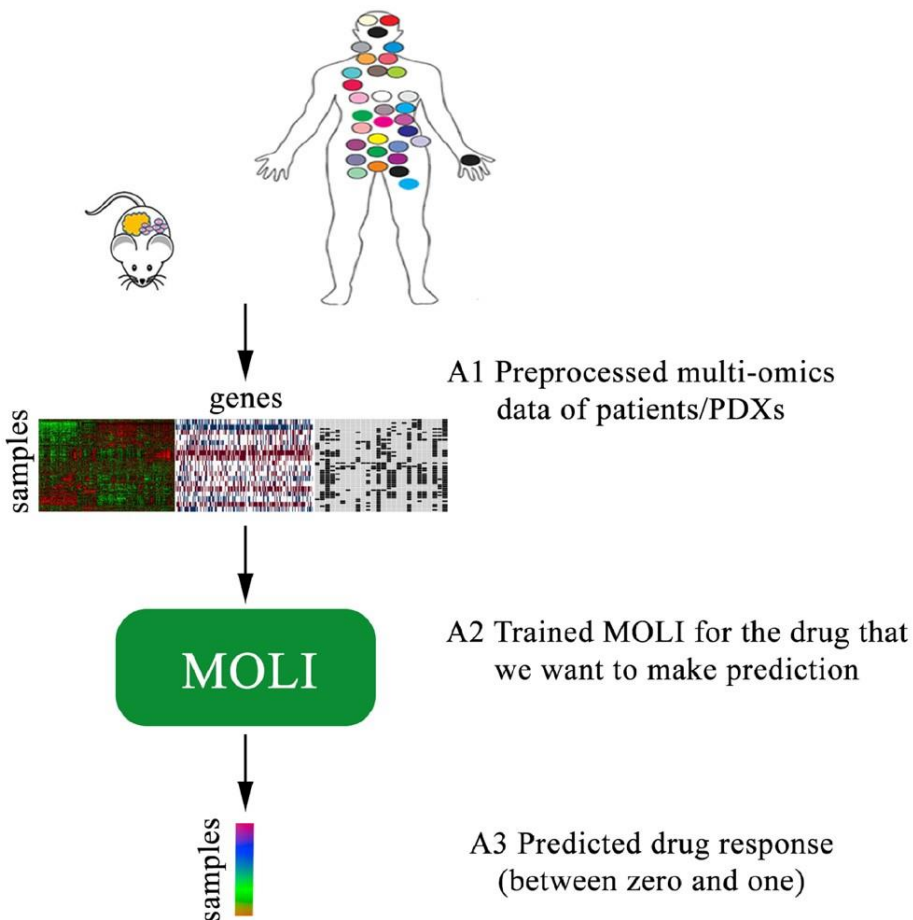 A1 Preprocessed multi-omics
data of patients/PDXs
genes
samples
MOLI
A2 Trained MOLI for the drug that
we want to make prediction
samples
A3 Predicted drug response
(between zero and one)